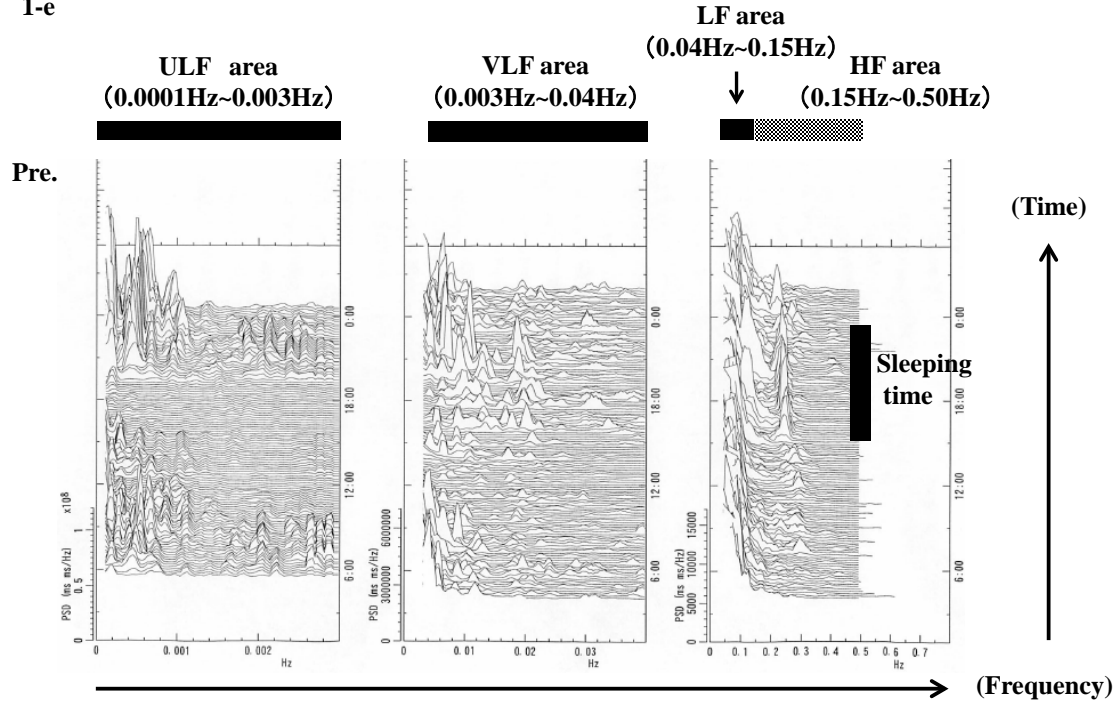 1-e
LF area
(0.04Hz~0.15Hz)
ULF area
(0.0001Hz~0.003Hz)
VLF area
(0.003Hz~0.04Hz)
HF area
(0.15Hz~0.50Hz)
Pre.
(Time)
0:00
18:00
12:00
6:00
PSD (ms ms/Hz) x10⁸
0
0.5
1
0
0.001
0.002
Hz
0:00
18:00
12:00
6:00
PSD (ms ms/Hz)
0
3000000
6000000
0
0.01
0.02
0.03
Hz
Sleeping
time
0:00
18:00
12:00
6:00
PSD (ms ms/Hz)
0
5000
10000
15000
0
0.1
0.2
0.3
0.4
0.5
0.6
0.7
Hz
(Frequency)